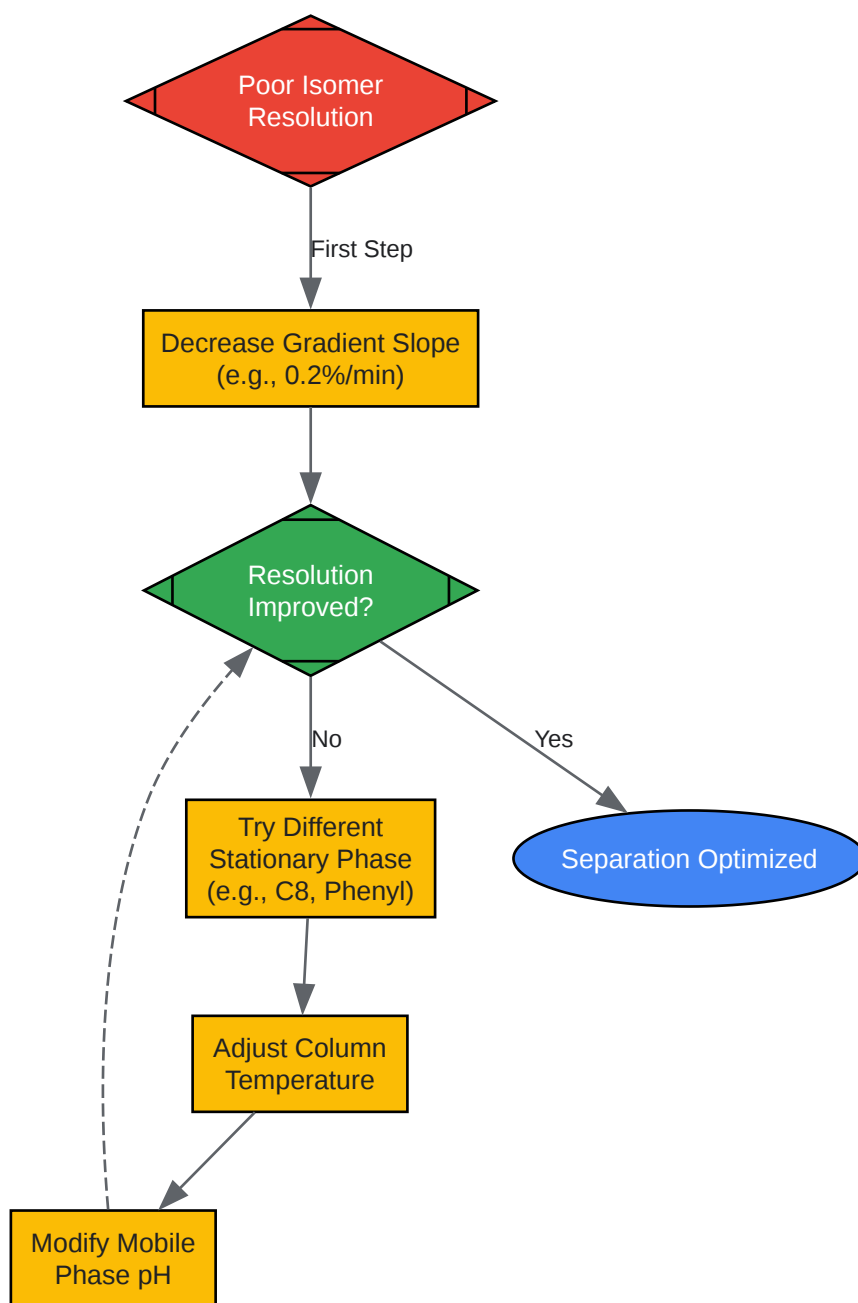 Poor Isomer
Resolution
First Step
Decrease Gradient Slope
(e.g., 0.2%/min)
Resolution
Improved?
No
Yes
Try Different
Stationary Phase
(e.g., C8, Phenyl)
Separation Optimized
Adjust Column
Temperature
Modify Mobile
Phase pH